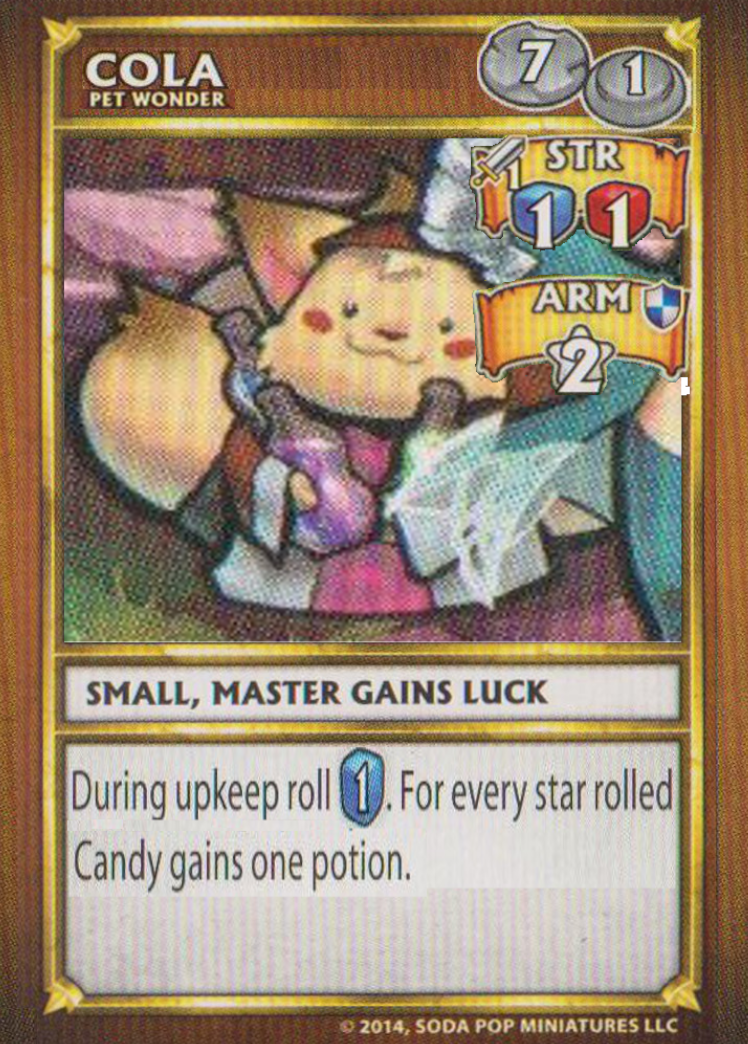 COLA
PET WONDER
7
1
STR
1
1 1
ARM
2
SMALL, MASTER GAINS LUCK
During upkeep roll 1. For every star rolled
Candy gains one potion.
© 2014, SODA POP MINIATURES LLC